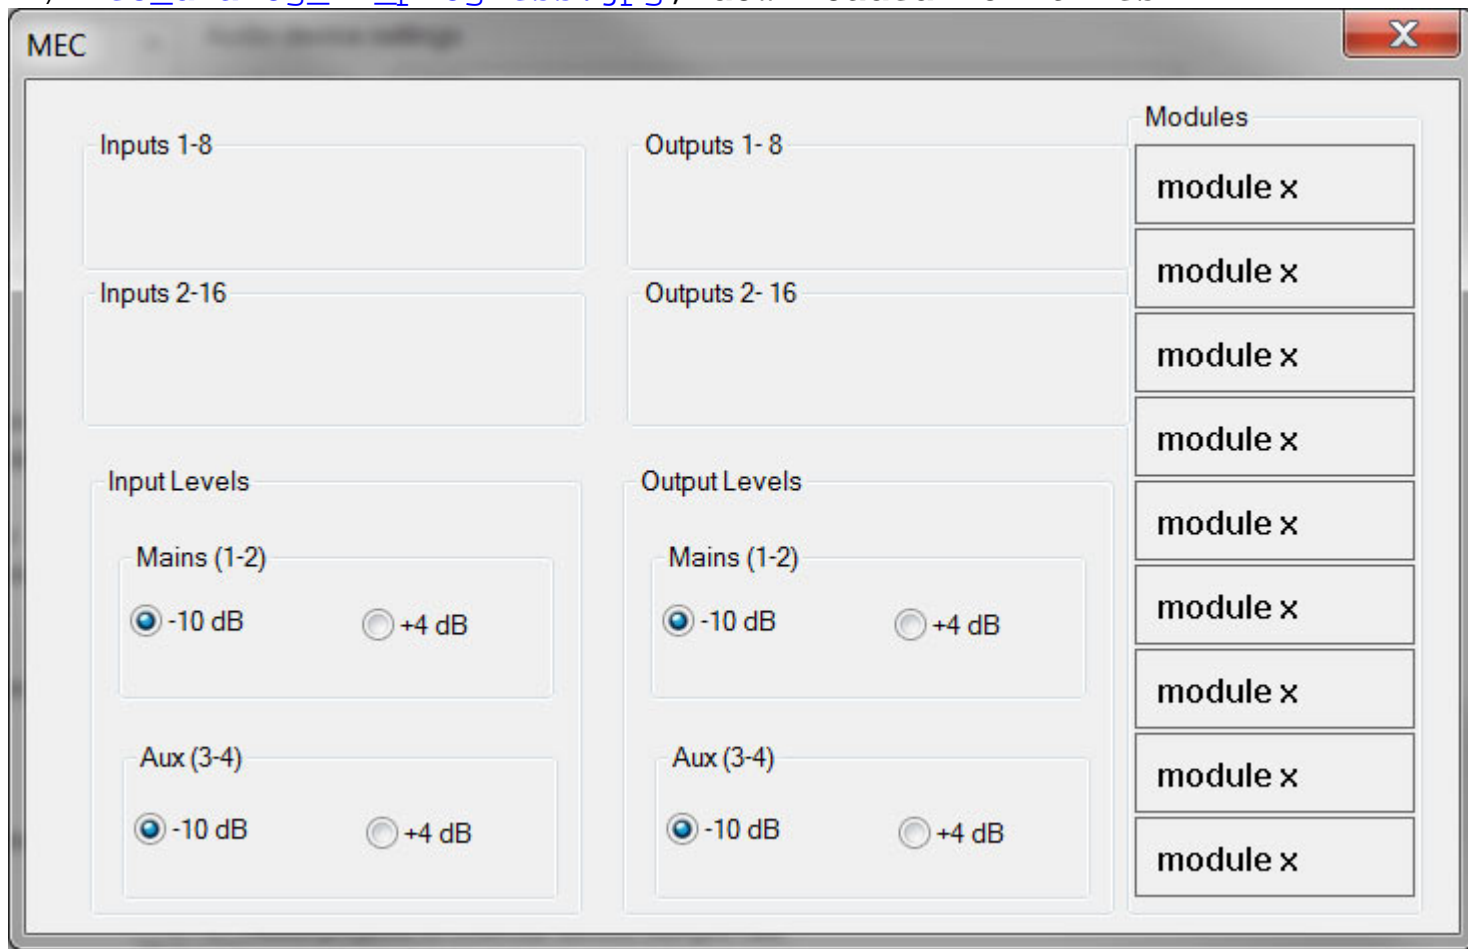 MEC
Modules
Inputs 1-8
Outputs 1- 8
module x
module x
Inputs 2-16
Outputs 2- 16
module x
module x
Input Levels
Output Levels
module x
Mains (1-2)
Mains (1-2)
-10 dB
+4 dB
-10 dB
+4 dB
module x
module x
Aux (3-4)
Aux (3-4)
module x
-10 dB
+4 dB
-10 dB
+4 dB
module x